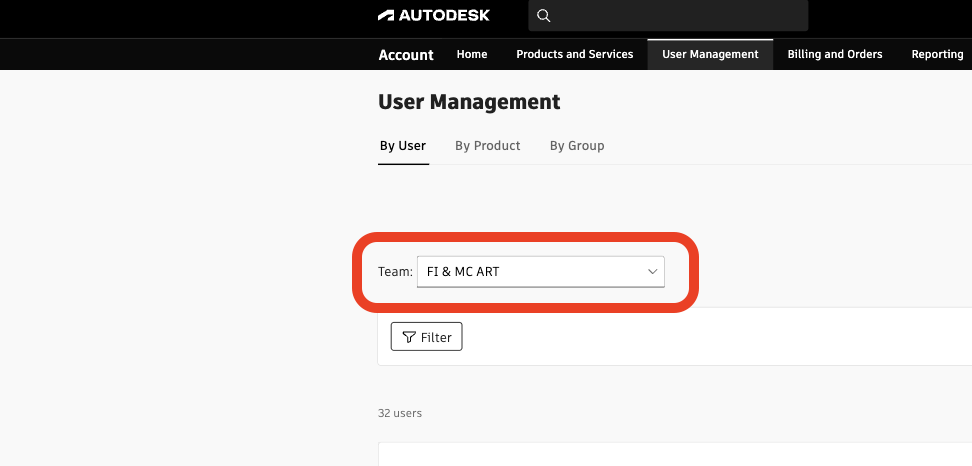 AUTODESK
Account Home Products and Services User Management Billing and Orders Reporting
User Management
By User By Product By Group
Team: FI & MC ART
Filter
32 users